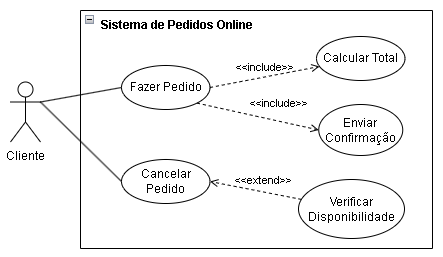 Sistema de Pedidos Online
Calcular Total
<<include>>
Fazer Pedido
<<include>>
Enviar
Confirmação
Cliente
Cancelar
Pedido
<<extend>>
Verificar
Disponibilidade